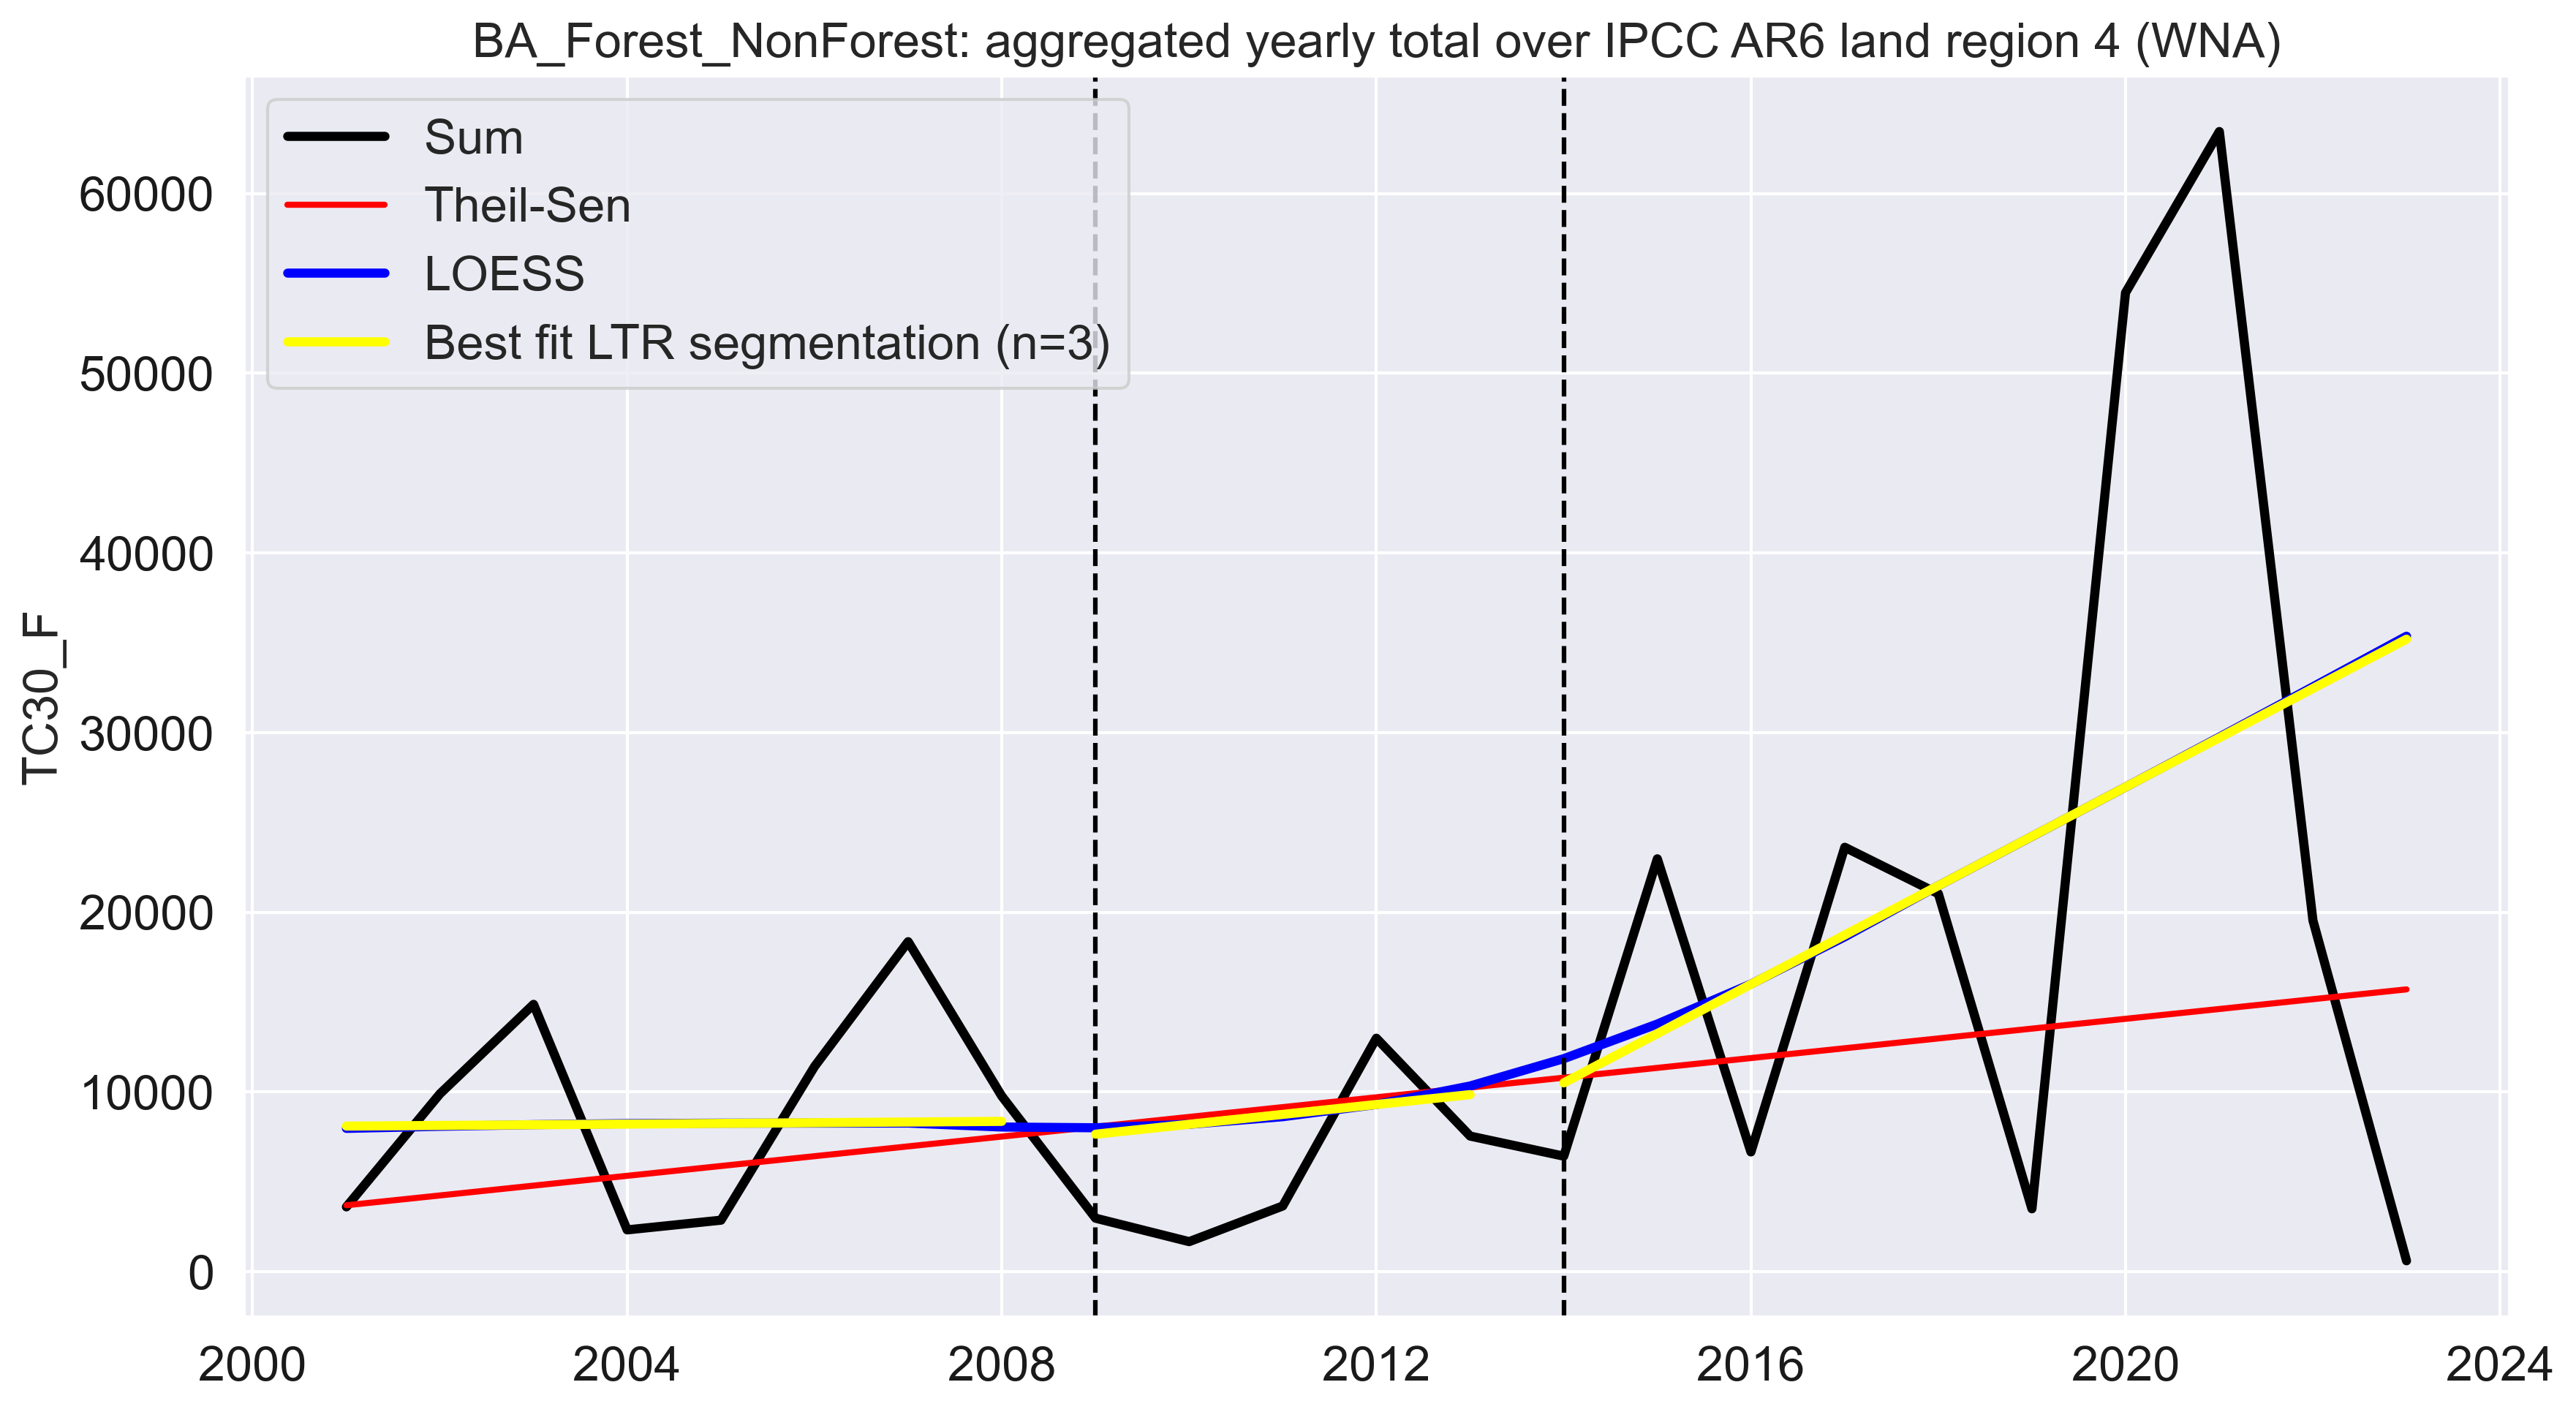 BA_Forest_NonForest: aggregated yearly total over IPCC AR6 land region 4 (WNA)
Sum
Theil-Sen
LOESS
Best fit LTR segmentation (n=3)
TC30_F
60000
50000
40000
30000
20000
10000
0
2000 2004 2008 2012 2016 2020 2024